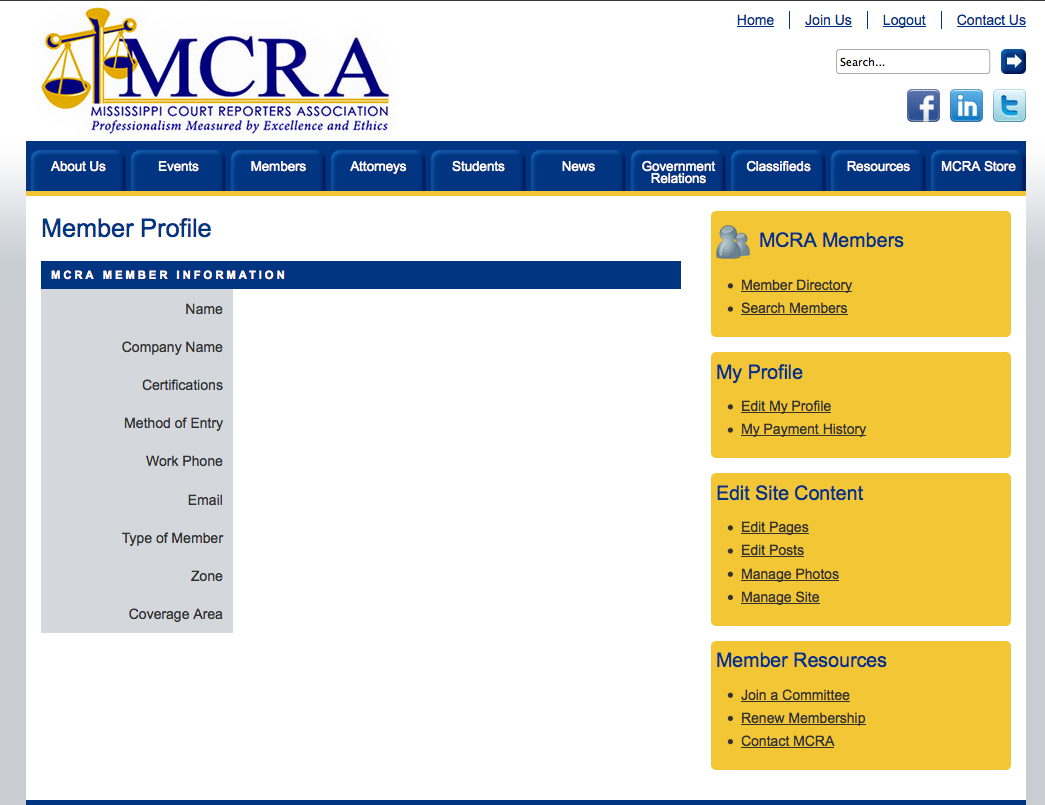 MCRA
MISSISSIPPI COURT REPORTERS ASSOCIATION
Professionalism Measured by Excellence and Ethics
Home
Join Us
Logout
Contact Us
Search...
f
in
t
About Us
Events
Members
Attorneys
Students
News
Government
Relations
Classifieds
Resources
MCRA Store
Member Profile
MCRA MEMBER INFORMATION
Name
Company Name
Certifications
Method of Entry
Work Phone
Email
Type of Member
Zone
Coverage Area
MCRA Members
Member Directory
Search Members
My Profile
Edit My Profile
My Payment History
Edit Site Content
Edit Pages
Edit Posts
Manage Photos
Manage Site
Member Resources
Join a Committee
Renew Membership
Contact MCRA